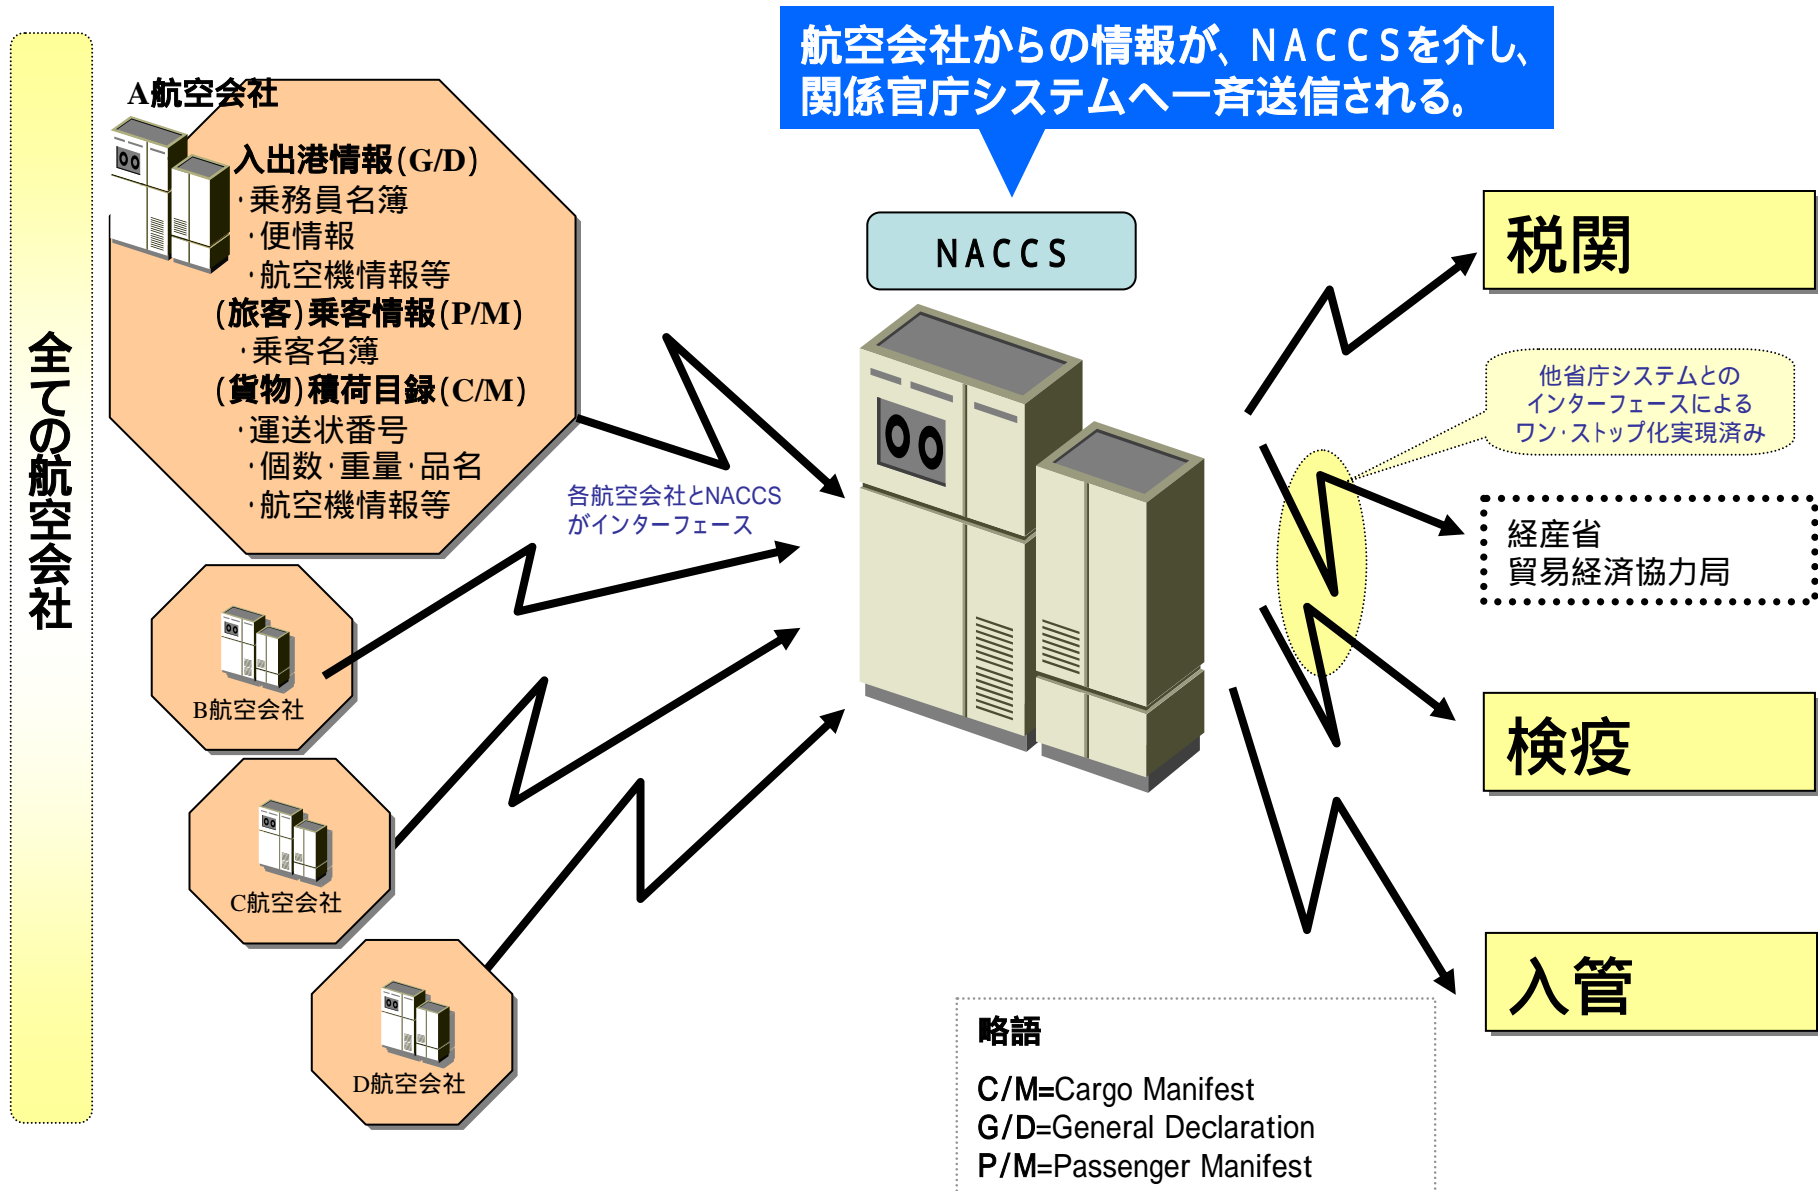 航空会社からの情報が、NACCSを介し、
関係官庁システムへ一斉送信される。
全ての航空会社
A航空会社
入出港情報(G/D)
・乗務員名簿
・便情報
・航空機情報等
(旅客)乗客情報(P/M)
・乗客名簿
(貨物)積荷目録(C/M)
・運送状番号
・個数・重量・品名
・航空機情報等
B航空会社
C航空会社
D航空会社
各航空会社とNACCS
がインターフェース
NACCS
税関
他省庁システムとの
インターフェースによる
ワン・ストップ化実現済み
経産省
貿易経済協力局
検疫
入管
略語
C/M=Cargo Manifest
G/D=General Declaration
P/M=Passenger Manifest